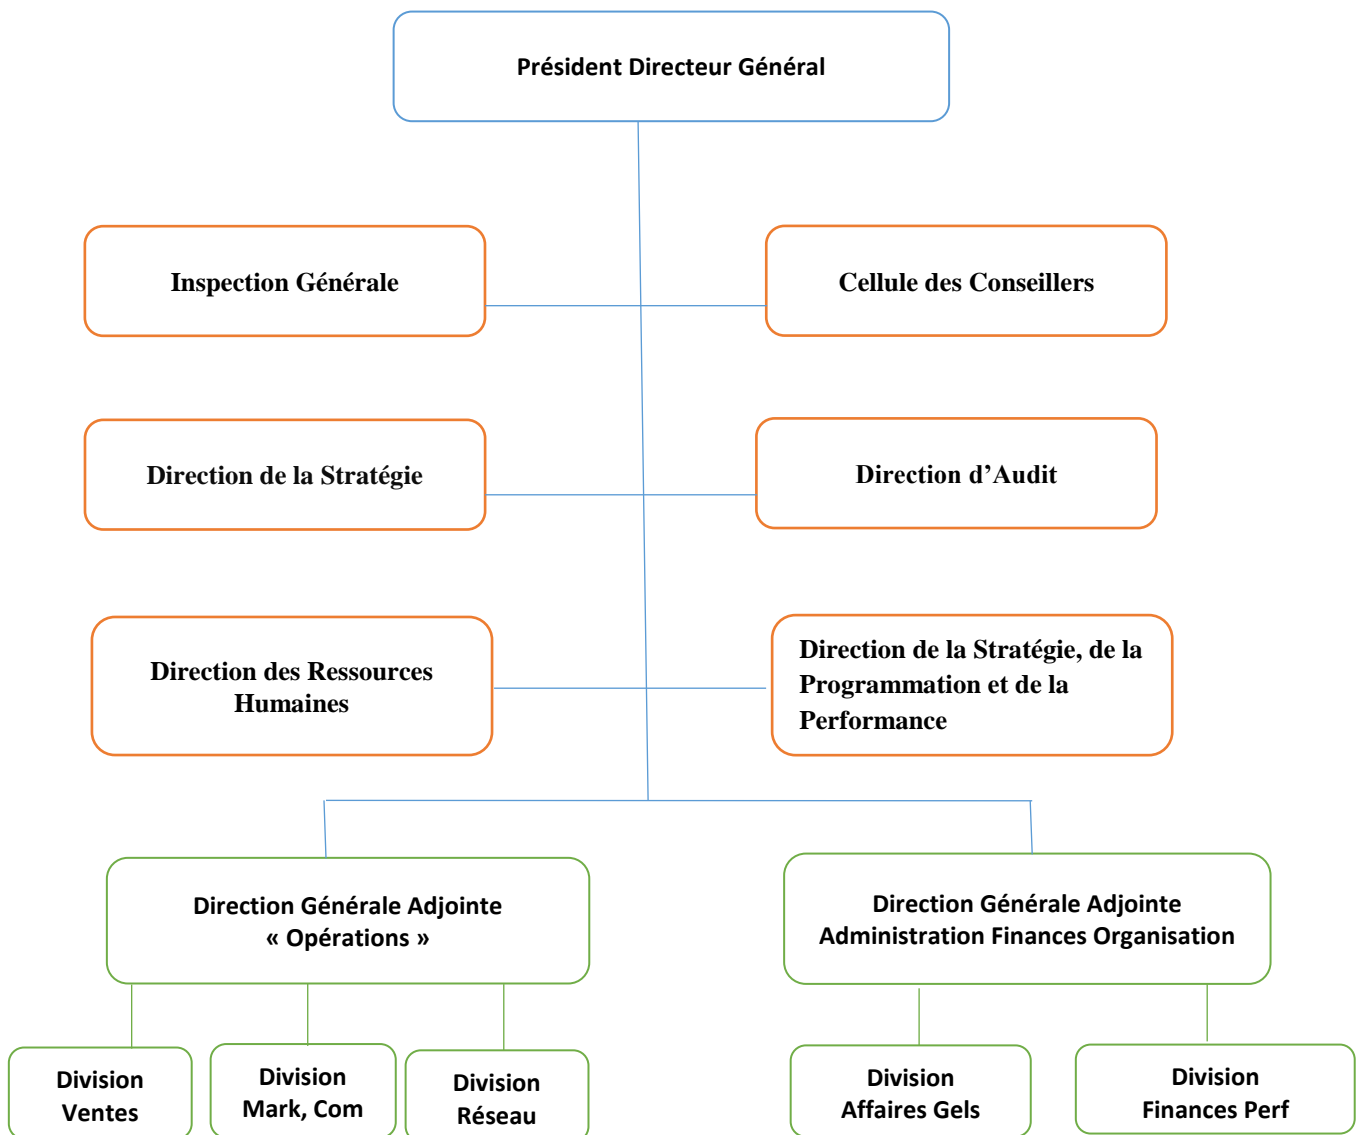 Président Directeur Général
Inspection Générale
Cellule des Conseillers
Direction de la Stratégie
Direction d’Audit
Direction des Ressources
Humaines
Direction de la Stratégie, de la
Programmation et de la
Performance
Direction Générale Adjointe
« Opérations »
Direction Générale Adjointe
Administration Finances Organisation
Division
Ventes
Division
Mark, Com
Division
Réseau
Division
Affaires Gels
Division
Finances Perf